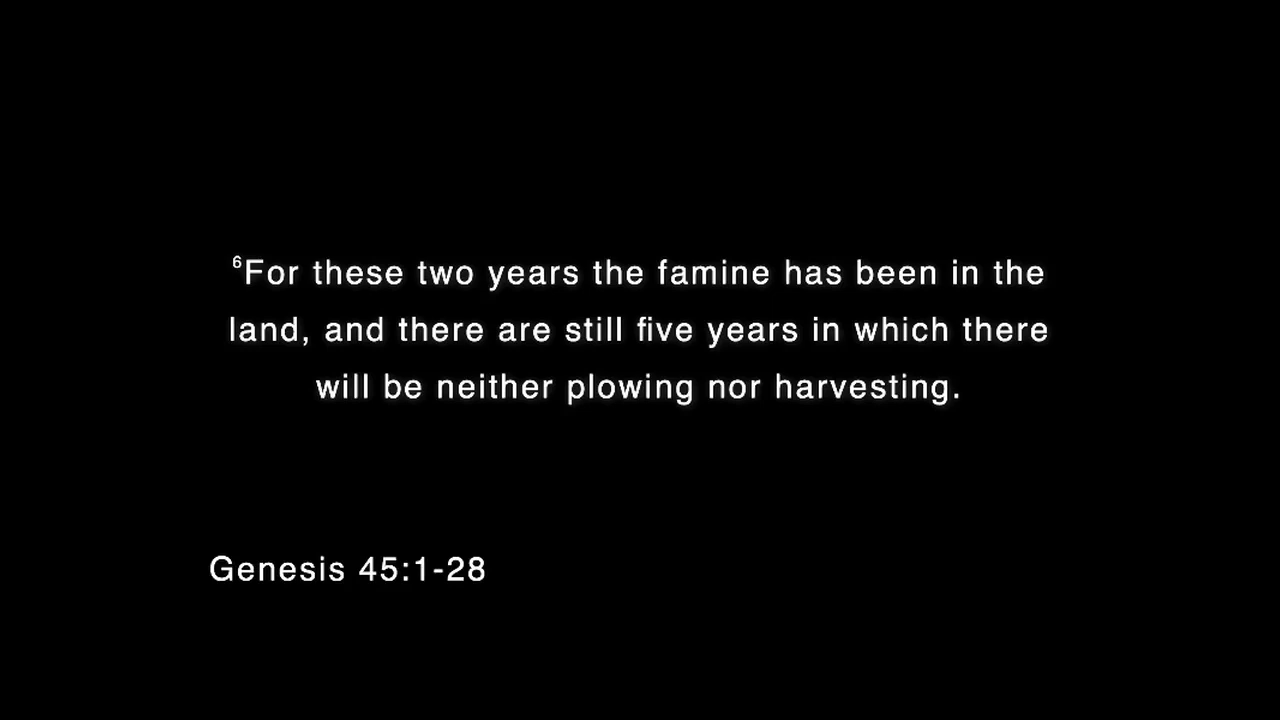 ⁶For these two years the famine has been in the
land, and there are still five years in which there
will be neither plowing nor harvesting.
Genesis 45:1-28